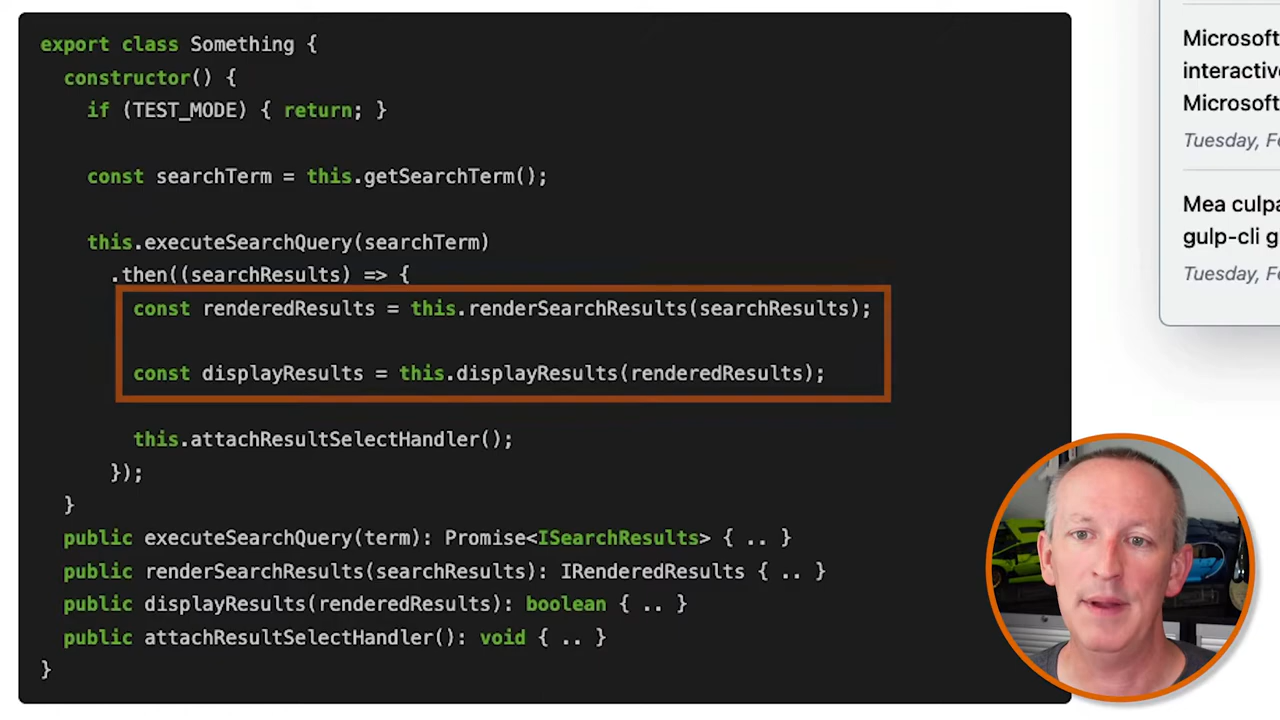 export class Something {
constructor() {
if (TEST_MODE) { return; }
const searchTerm = this.getSearchTerm();
this.executeSearchQuery(searchTerm)
.then((searchResults) => {
const renderedResults = this.renderSearchResults(searchResults);
const displayResults = this.displayResults(renderedResults);
this.attachResultSelectHandler();
});
}
public executeSearchQuery(term): Promise<ISearchResults> { .. }
public renderSearchResults(searchResults): IRenderedResults { .. }
public displayResults(renderedResults): boolean { .. }
public attachResultSelectHandler(): void { .. }
}
Microsoft
interactive
Microsoft
Tuesday, Fe
Mea culpa
gulp-cli g
Tuesday, Fe